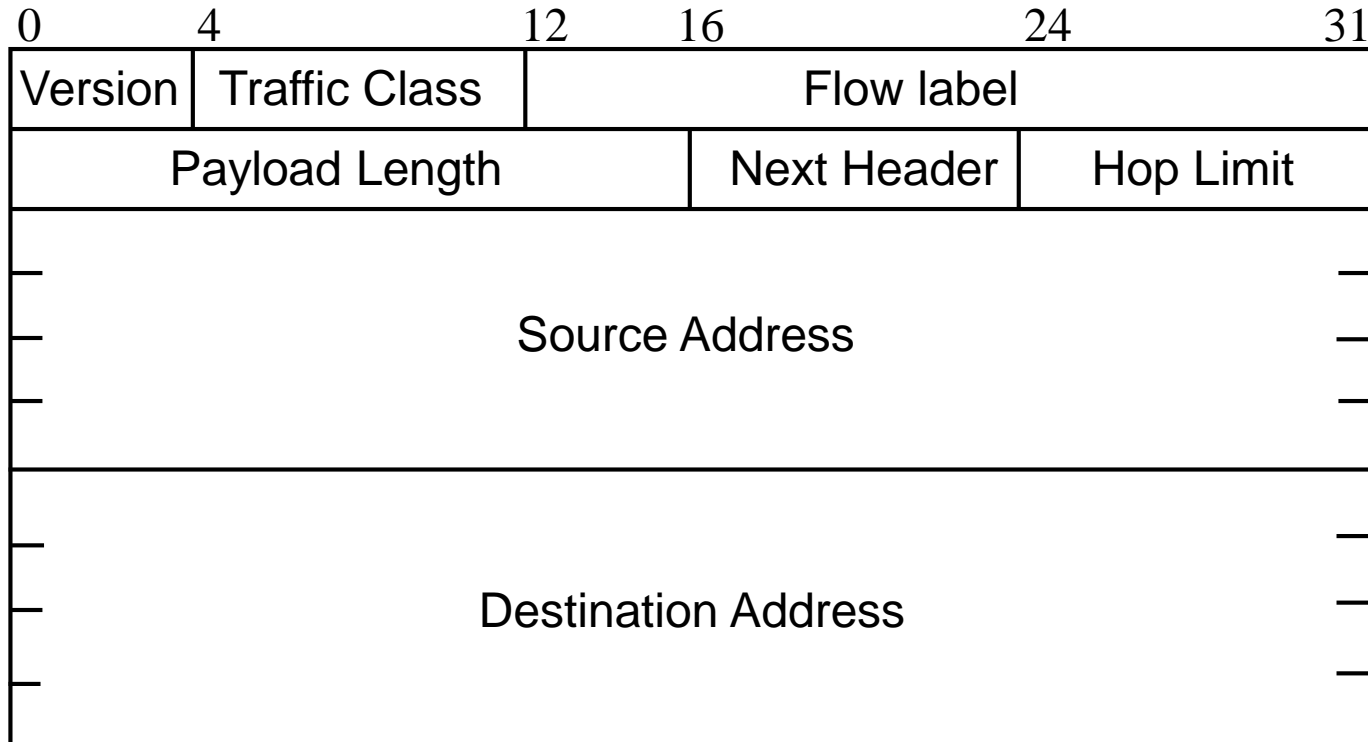 0 4 12 16 24 31
Version Traffic Class Flow label
Payload Length Next Header Hop Limit
Source Address
Destination Address